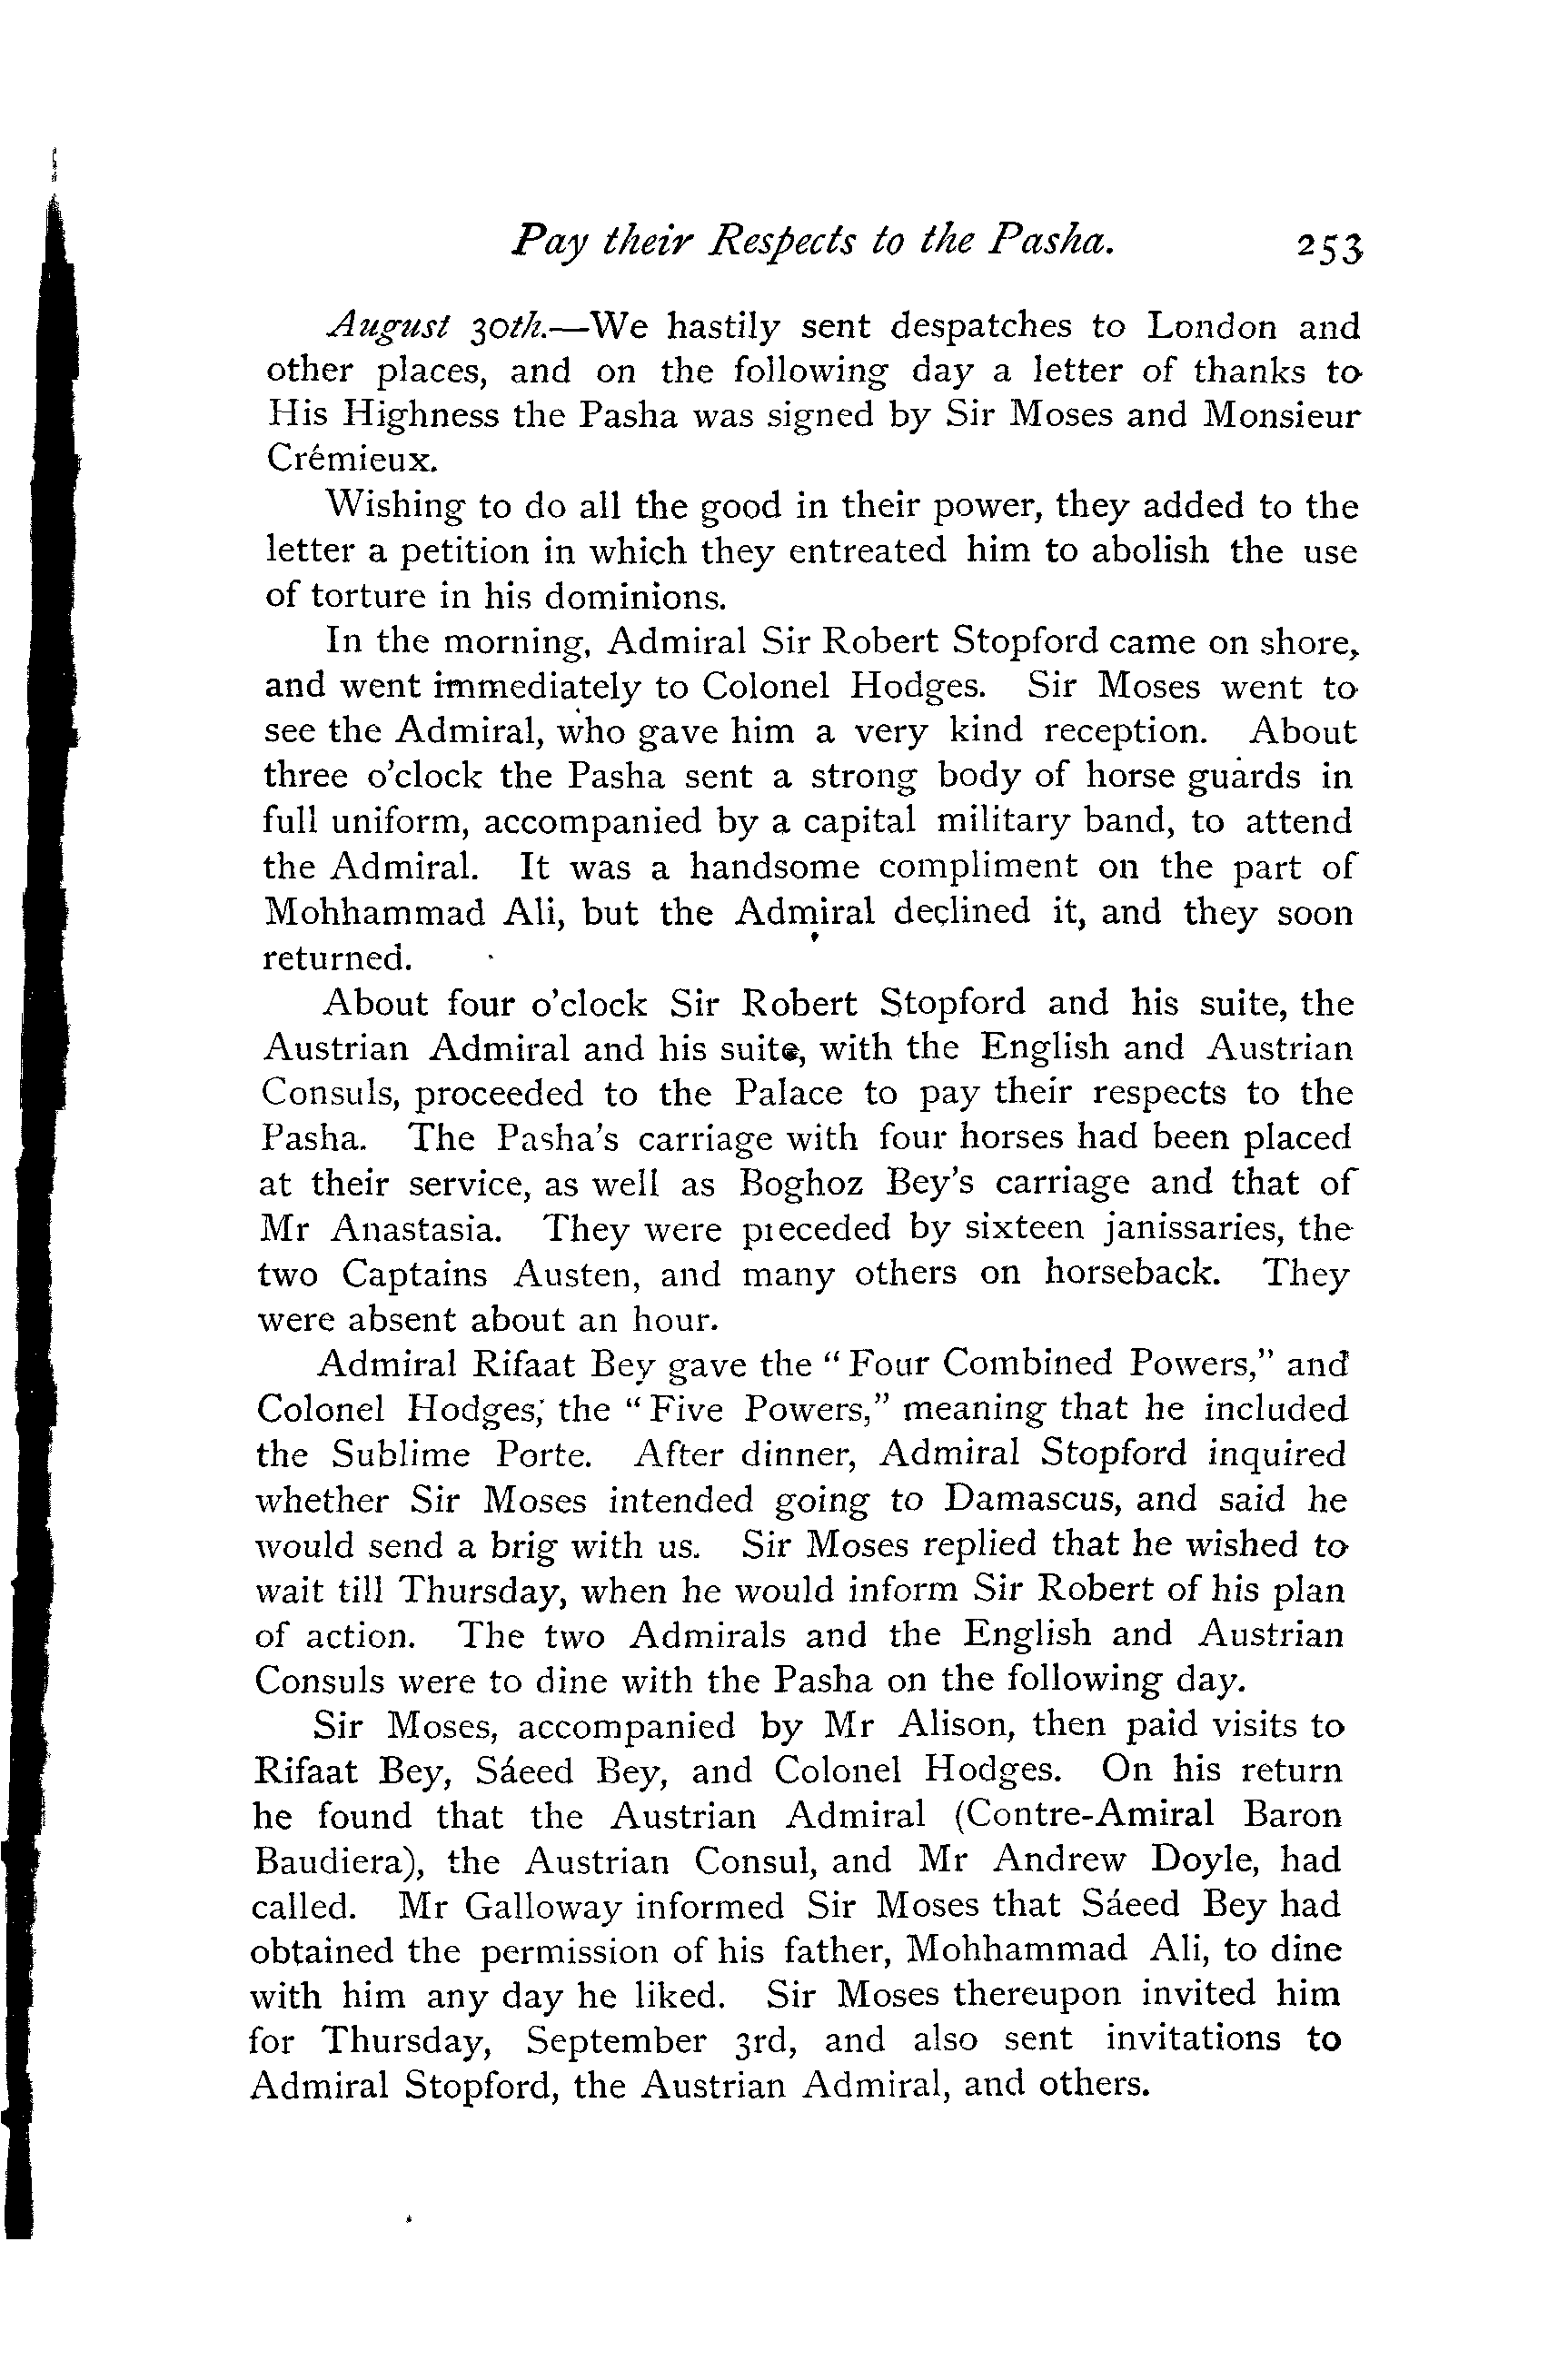 Pay their Respects to the Pasha. 253
August 30th.—We hastily sent despatches to London and
other places, and on the following day a letter of thanks to
His Highness the Pasha was signed by Sir Moses and Monsieur
Crémieux.
Wishing to do all the good in their power, they added to the
letter a petition in which they entreated him to abolish the use
of torture in his dominions.
In the morning, Admiral Sir Robert Stopford came on shore,
and went immediately to Colonel Hodges. Sir Moses went to
see the Admiral, who gave him a very kind reception. About
three o'clock the Pasha sent a strong body of horse guards in
full uniform, accompanied by a capital military band, to attend
the Admiral. It was a handsome compliment on the part of
Mohhammad Ali, but the Admiral declined it, and they soon
returned.
About four o'clock Sir Robert Stopford and his suite, the
Austrian Admiral and his suite, with the English and Austrian
Consuls, proceeded to the Palace to pay their respects to the
Pasha. The Pasha's carriage with four horses had been placed
at their service, as well as Boghoz Bey's carriage and that of
Mr Anastasia. They were preceded by sixteen janissaries, the
two Captains Austen, and many others on horseback. They
were absent about an hour.
Admiral Rifaat Bey gave the "Four Combined Powers," and
Colonel Hodges, the "Five Powers," meaning that he included
the Sublime Porte. After dinner, Admiral Stopford inquired
whether Sir Moses intended going to Damascus, and said he
would send a brig with us. Sir Moses replied that he wished to
wait till Thursday, when he would inform Sir Robert of his plan
of action. The two Admirals and the English and Austrian
Consuls were to dine with the Pasha on the following day.
Sir Moses, accompanied by Mr Alison, then paid visits to
Rifaat Bey, Sáeed Bey, and Colonel Hodges. On his return
he found that the Austrian Admiral (Contre-Amiral Baron
Baudiera), the Austrian Consul, and Mr Andrew Doyle, had
called. Mr Galloway informed Sir Moses that Sáeed Bey had
obtained the permission of his father, Mohhammad Ali, to dine
with him any day he liked. Sir Moses thereupon invited him
for Thursday, September 3rd, and also sent invitations to
Admiral Stopford, the Austrian Admiral, and others.